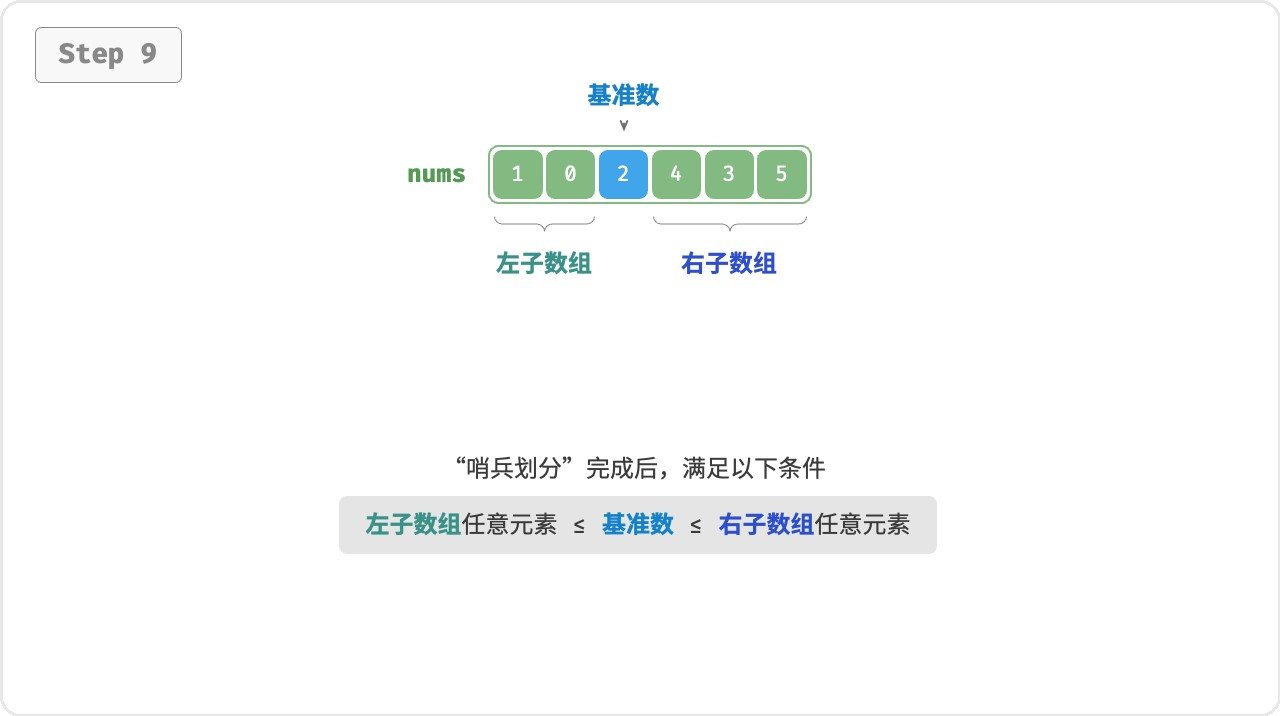 Step 9
基准数
nums 1 0 2 4 3 5
左子数组 右子数组
“哨兵划分”完成后，满足以下条件
左子数组任意元素 ≤ 基准数 ≤ 右子数组任意元素